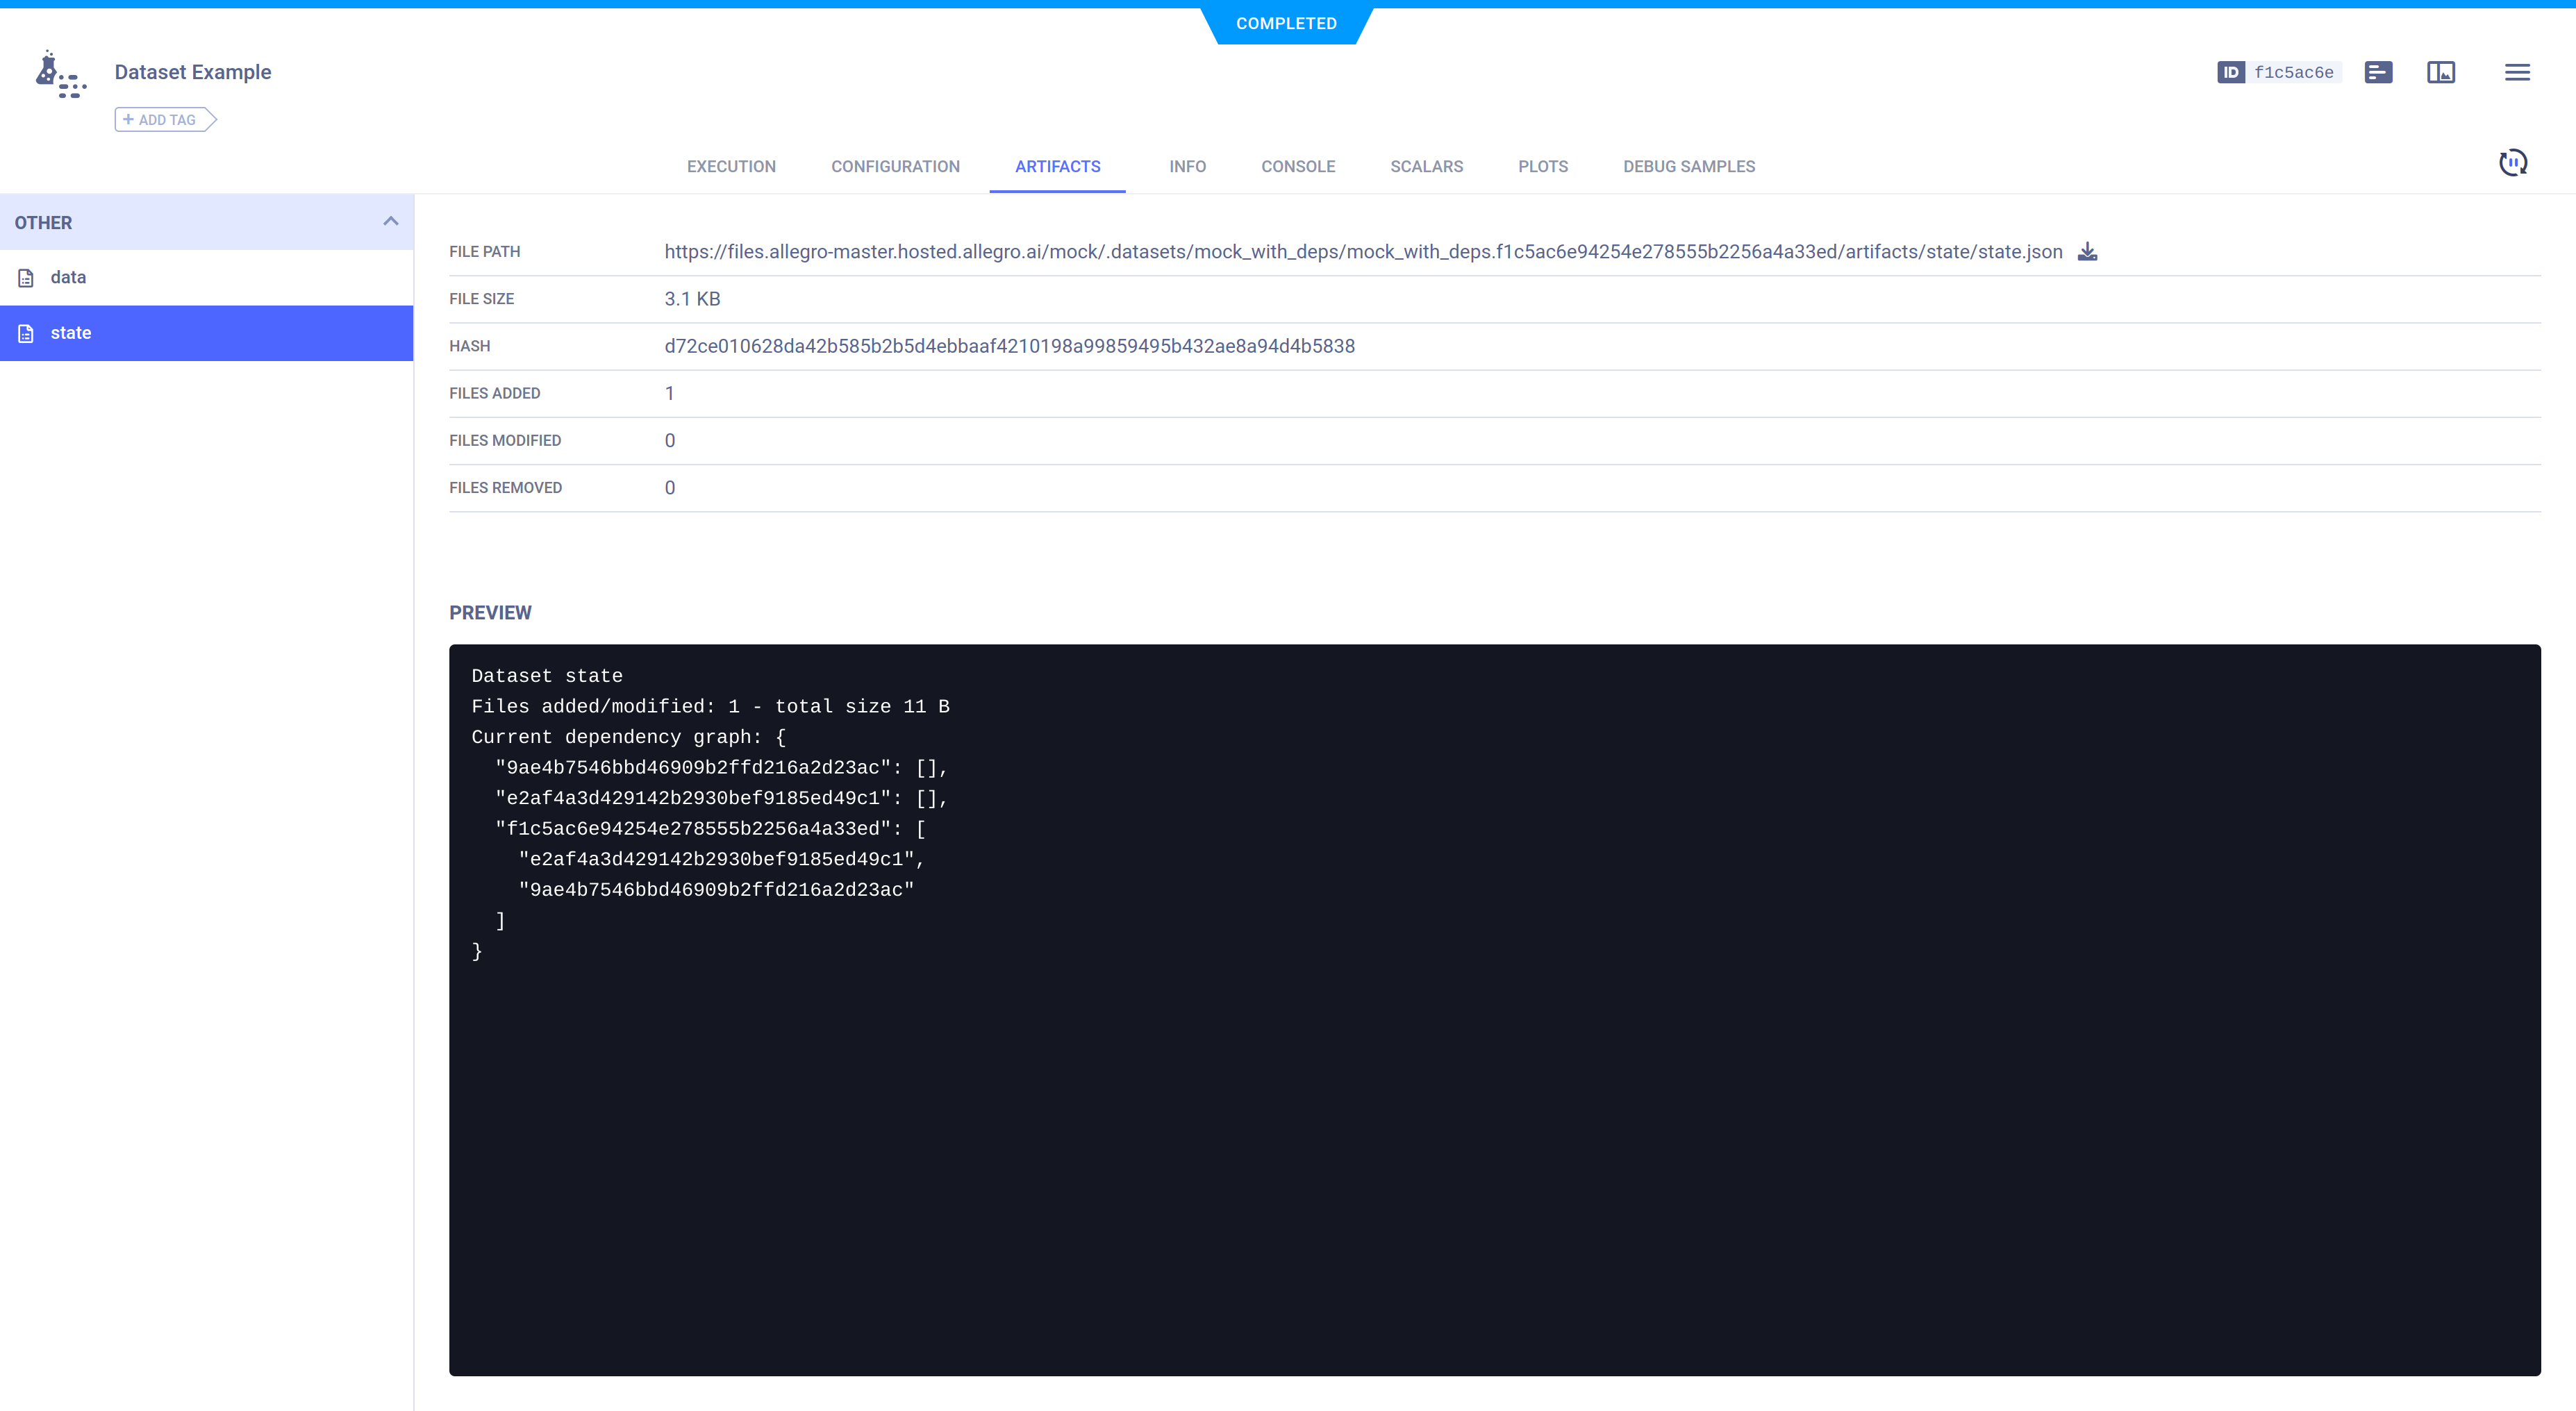 COMPLETED
Dataset Example
ID f1c5ac6e
+ ADD TAG
EXECUTION CONFIGURATION ARTIFACTS INFO CONSOLE SCALARS PLOTS DEBUG SAMPLES
OTHER
data
state
FILE PATH https://files.allegro-master.hosted.allegro.ai/mock/.datasets/mock_with_deps/mock_with_deps.f1c5ac6e94254e278555b2256a4a33ed/artifacts/state/state.json
FILE SIZE 3.1 KB
HASH d72ce010628da42b585b2b5d4ebbaaf4210198a99859495b432ae8a94d4b5838
FILES ADDED 1
FILES MODIFIED 0
FILES REMOVED 0
PREVIEW
Dataset state
Files added/modified: 1 - total size 11 B
Current dependency graph: {
  "9ae4b7546bbd46909b2ffd216a2d23ac": [],
  "e2af4a3d429142b2930bef9185ed49c1": [],
  "f1c5ac6e94254e278555b2256a4a33ed": [
    "e2af4a3d429142b2930bef9185ed49c1",
    "9ae4b7546bbd46909b2ffd216a2d23ac"
  ]
}